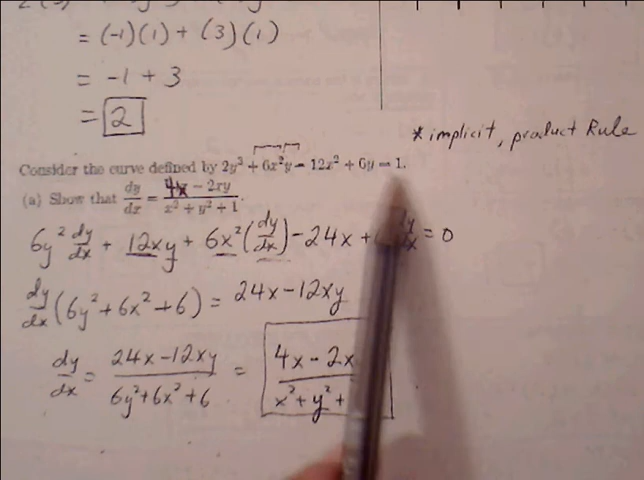 = (-1)(1) + (3)(1)
= -1 + 3
= 2
* implicit, product Rule
Consider the curve defined by 2y³ + 6x²y − 12x² + 6y = 1.
(a) Show that dy/dx = (4x − 2xy)/(x² + y² + 1).
6y² dy/dx + 12xy + 6x² (dy/dx) − 24x + dy/dx = 0
dy/dx (6y² + 6x² + 6) = 24x − 12xy
dy/dx = (24x − 12xy)/(6y² + 6x² + 6) = (4x − 2x)/(x² + y² +)